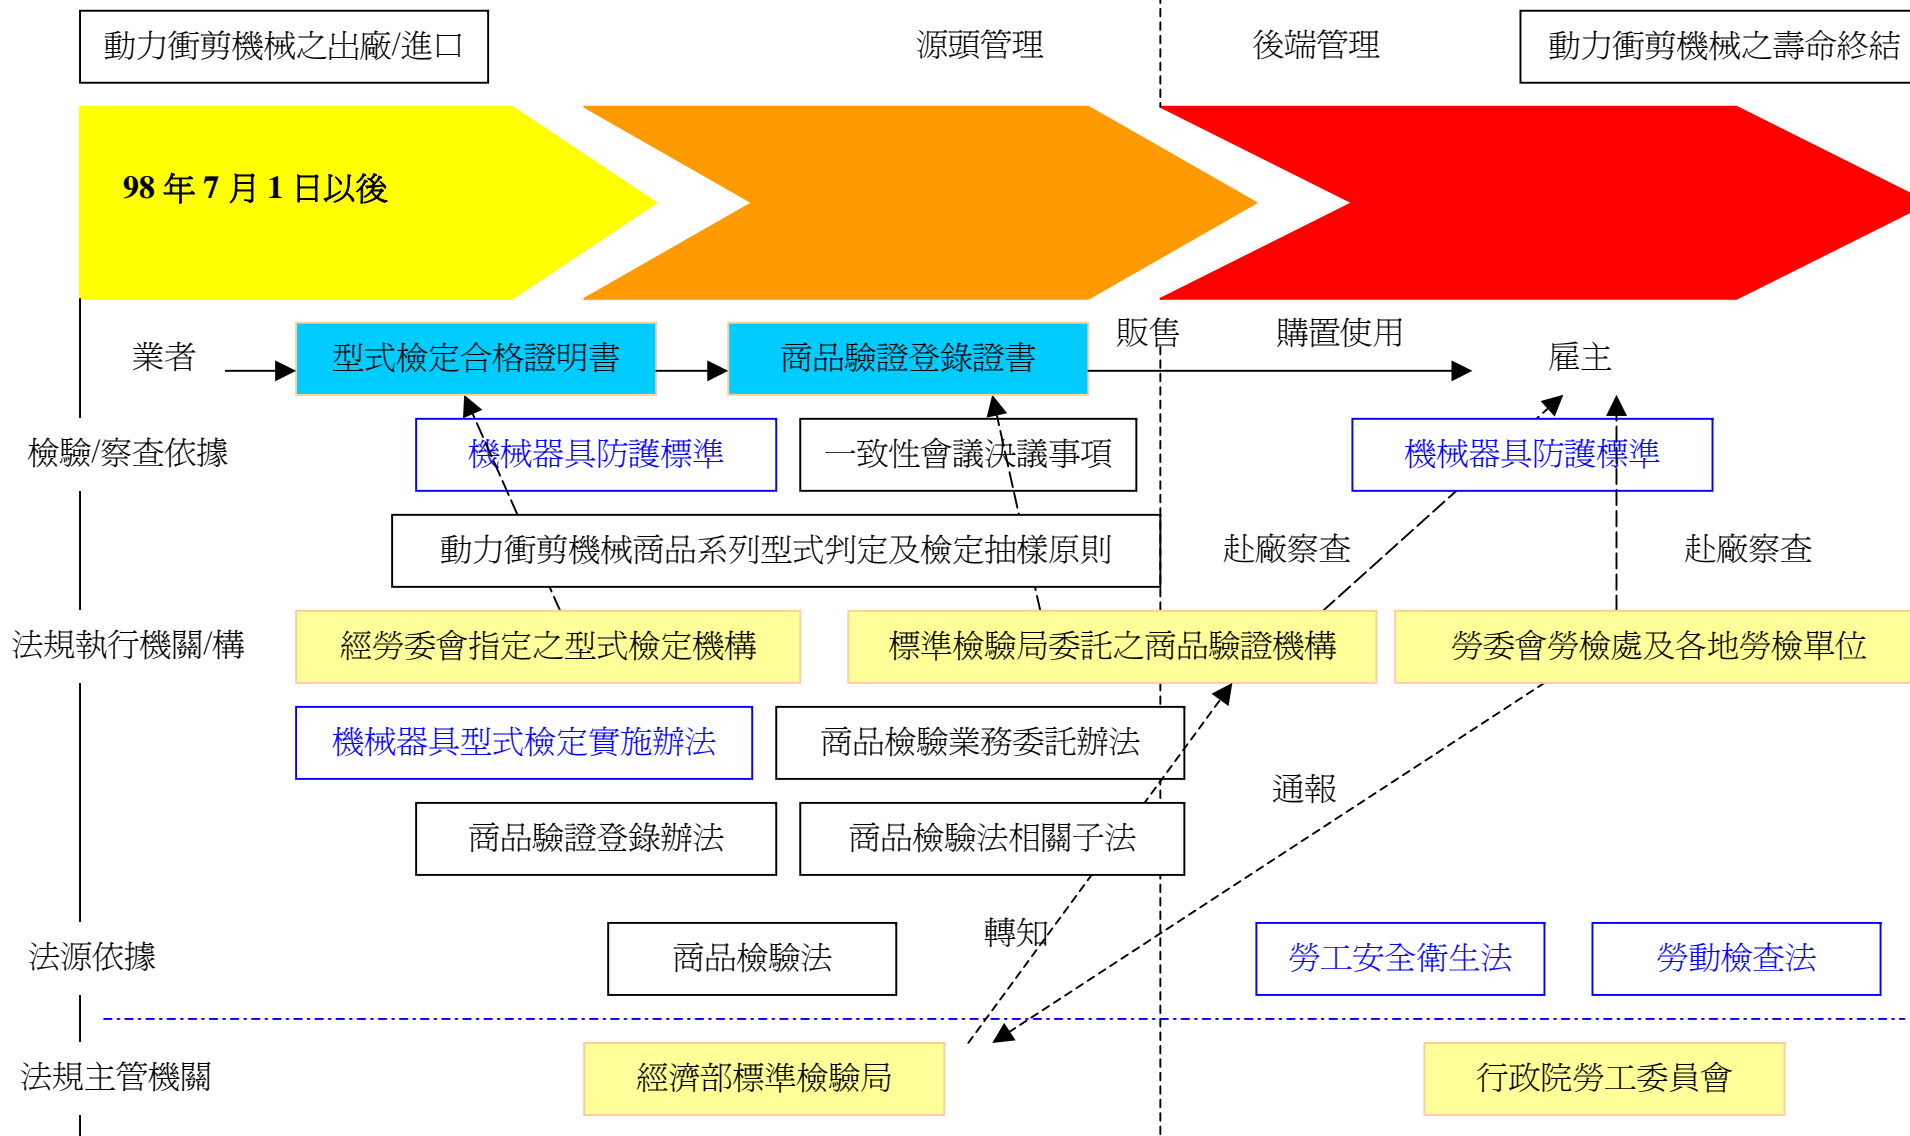 動力衝剪機械之出廠/進口
源頭管理
後端管理
動力衝剪機械之壽命終結
98 年 7 月 1 日以後
業者
型式檢定合格證明書
商品驗證登錄證書
販售
購置使用
雇主
檢驗/察查依據
機械器具防護標準
一致性會議決議事項
機械器具防護標準
動力衝剪機械商品系列型式判定及檢定抽樣原則
赴廠察查
赴廠察查
法規執行機關/構
經勞委會指定之型式檢定機構
標準檢驗局委託之商品驗證機構
勞委會勞檢處及各地勞檢單位
機械器具型式檢定實施辦法
商品檢驗業務委託辦法
通報
商品驗證登錄辦法
商品檢驗法相關子法
轉知
法源依據
商品檢驗法
勞工安全衛生法
勞動檢查法
法規主管機關
經濟部標準檢驗局
行政院勞工委員會